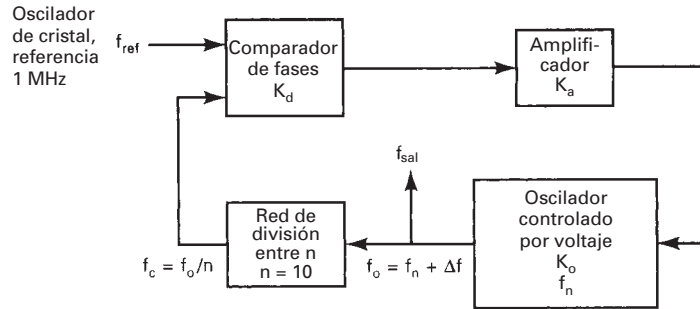 Oscilador
de cristal,
referencia
1 MHz
f_ref
Comparador
de fases
K_d
Amplifi-
cador
K_a
f_sal
Red de
división
entre n
n = 10
Oscilador
controlado
por voltaje
K_o
f_n
f_c = f_o/n
f_o = f_n + Δf